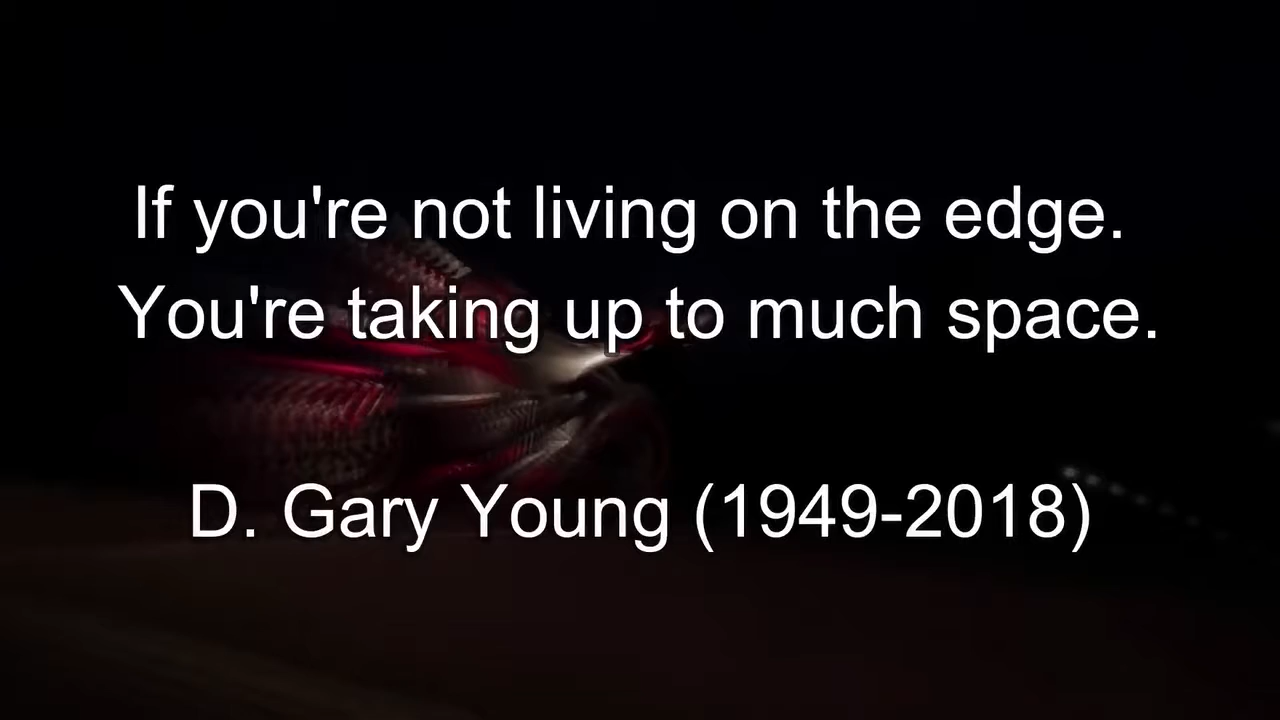 If you're not living on the edge.
You're taking up to much space.
D. Gary Young (1949-2018)